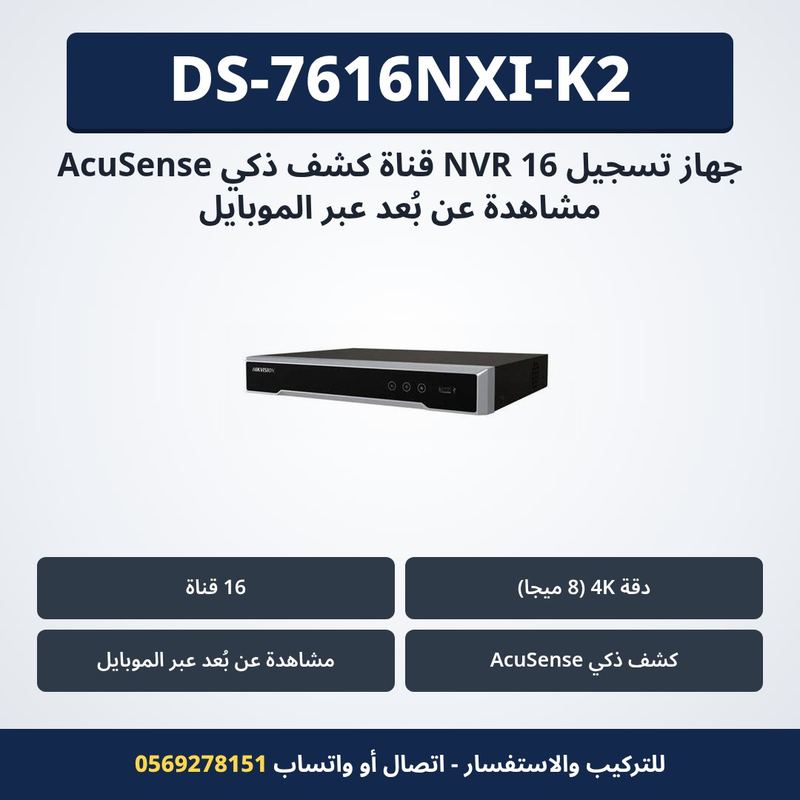 DS-7616NXI-K2
جهاز تسجيل NVR 16 قناة كشف ذكي AcuSense
مشاهدة عن بُعد عبر الموبايل
HIKVISION
دقة 4K (8 ميجا)
16 قناة
كشف ذكي AcuSense
مشاهدة عن بُعد عبر الموبايل
للتركيب والاستفسار - اتصال أو واتساب 0569278151